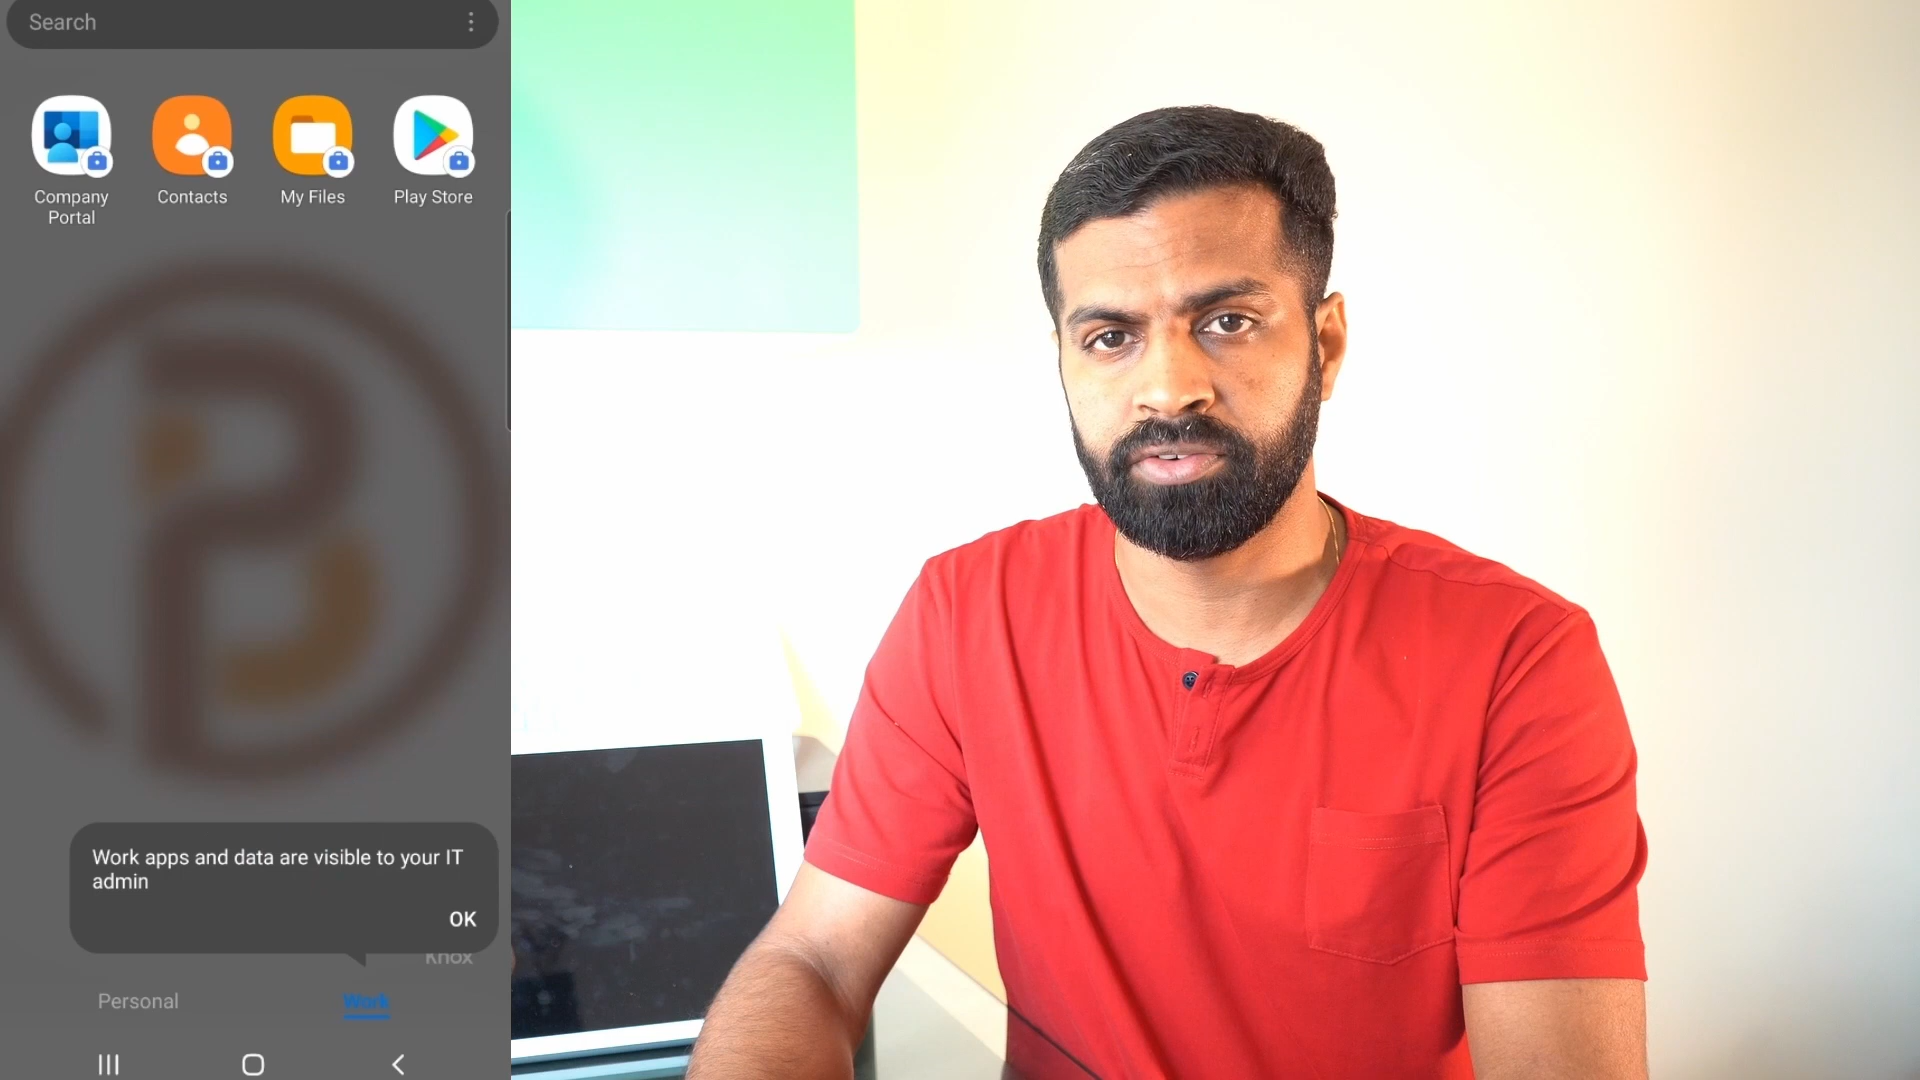 Search
Company
Portal
Contacts
My Files
Play Store
Work apps and data are visible to your IT
admin
OK
Knox
Personal
Work